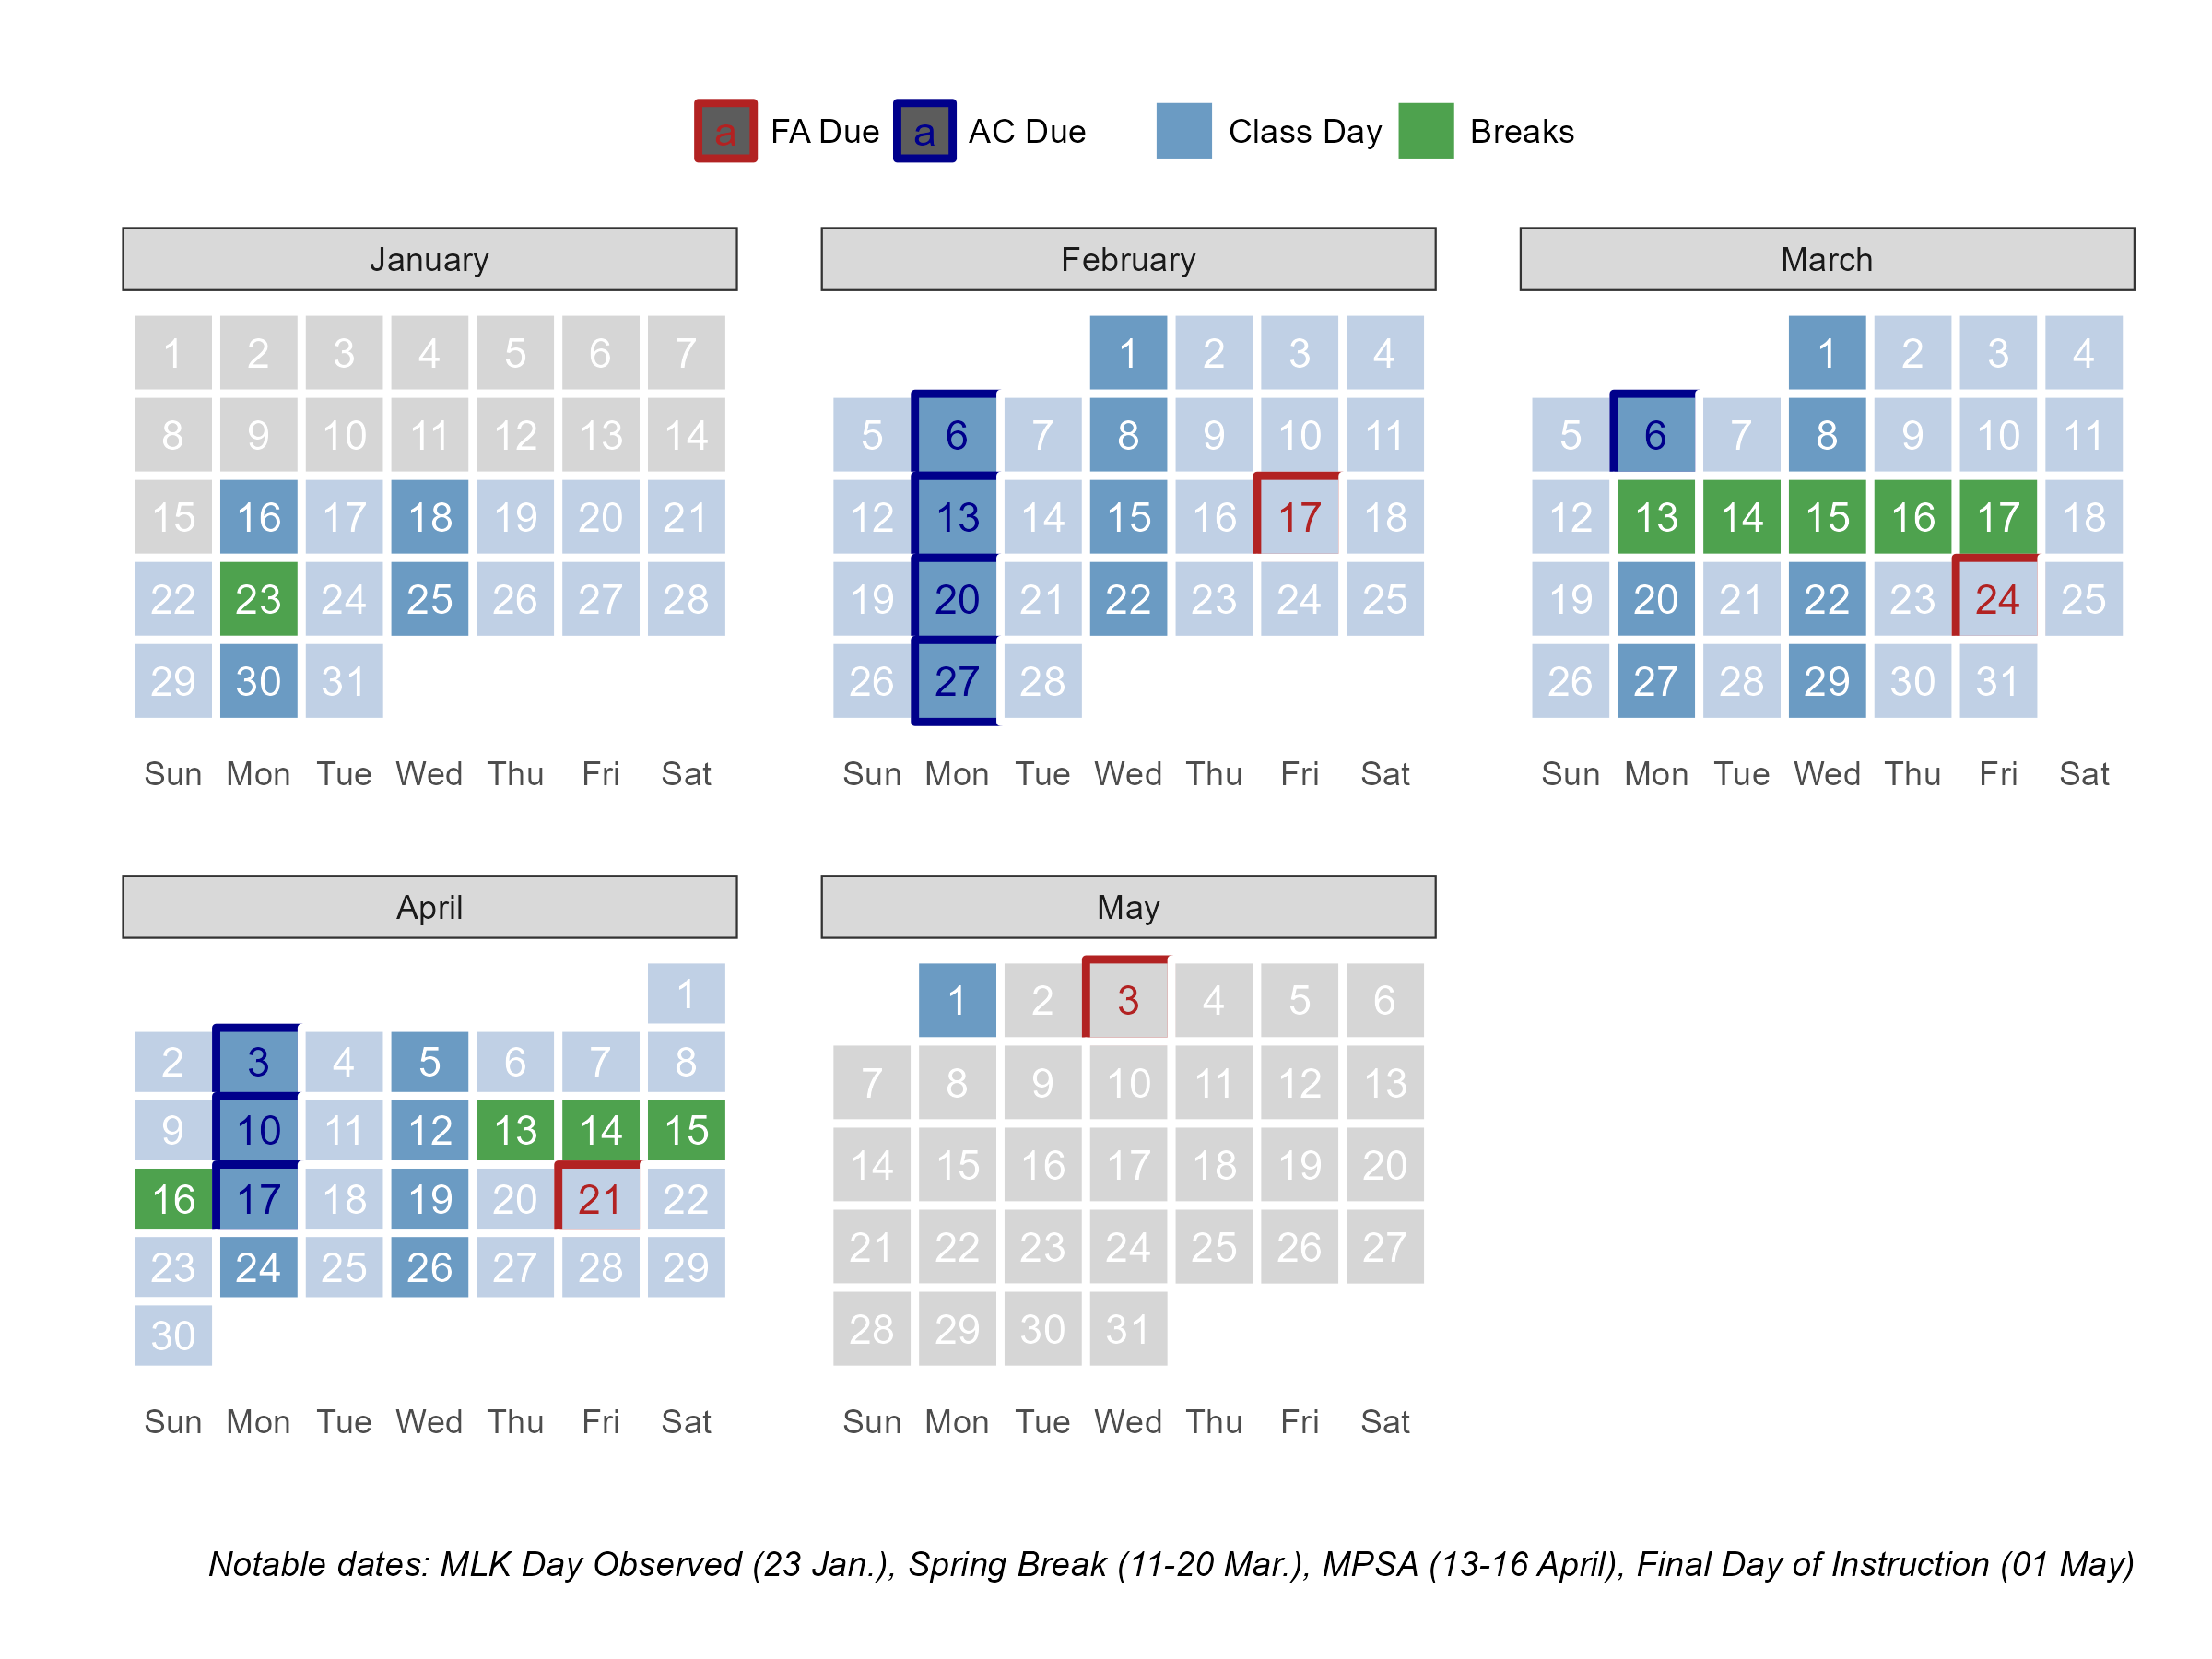 a FA Due a AC Due Class Day Breaks
January February March
1 2 3 4 5 6 7
8 9 10 11 12 13 14
15 16 17 18 19 20 21
22 23 24 25 26 27 28
29 30 31
Sun Mon Tue Wed Thu Fri Sat
1 2 3 4
5 6 7 8 9 10 11
12 13 14 15 16 17 18
19 20 21 22 23 24 25
26 27 28
Sun Mon Tue Wed Thu Fri Sat
1 2 3 4
5 6 7 8 9 10 11
12 13 14 15 16 17 18
19 20 21 22 23 24 25
26 27 28 29 30 31
Sun Mon Tue Wed Thu Fri Sat
April May
1
2 3 4 5 6 7 8
9 10 11 12 13 14 15
16 17 18 19 20 21 22
23 24 25 26 27 28 29
30
Sun Mon Tue Wed Thu Fri Sat
1 2 3 4 5 6
7 8 9 10 11 12 13
14 15 16 17 18 19 20
21 22 23 24 25 26 27
28 29 30 31
Sun Mon Tue Wed Thu Fri Sat
Notable dates: MLK Day Observed (23 Jan.), Spring Break (11-20 Mar.), MPSA (13-16 April), Final Day of Instruction (01 May)